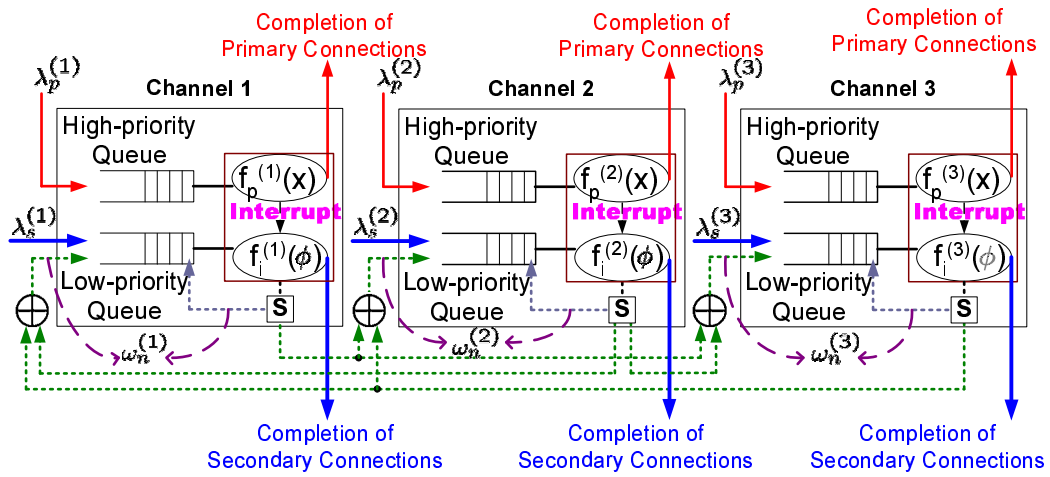 Completion of
Primary Connections
Completion of
Primary Connections
Completion of
Primary Connections
λp(1)
Channel 1
λp(2)
Channel 2
λp(3)
Channel 3
High-priority
Queue
fp(1)(x)
High-priority
Queue
fp(2)(x)
High-priority
Queue
fp(3)(x)
Interrupt
Interrupt
Interrupt
λs(1)
λs(2)
λs(3)
fi(1)(ϕ)
fi(2)(ϕ)
fi(3)(ϕ)
Low-priority
Queue
S
Low-priority
Queue
S
Low-priority
Queue
S
ωn(1)
ωn(2)
ωn(3)
Completion of
Secondary Connections
Completion of
Secondary Connections
Completion of
Secondary Connections